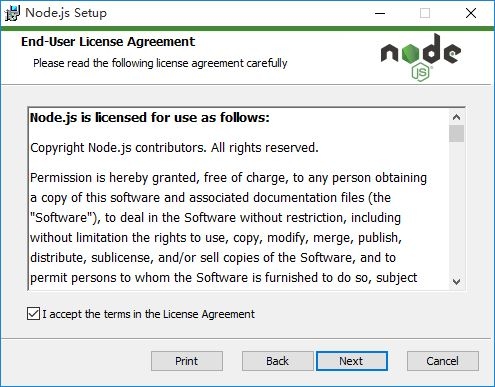 Node.js Setup
End-User License Agreement
Please read the following license agreement carefully
node
JS
Node.js is licensed for use as follows:
Copyright Node.js contributors. All rights reserved.
Permission is hereby granted, free of charge, to any person obtaining
a copy of this software and associated documentation files (the
"Software"), to deal in the Software without restriction, including
without limitation the rights to use, copy, modify, merge, publish,
distribute, sublicense, and/or sell copies of the Software, and to
permit persons to whom the Software is furnished to do so, subject
I accept the terms in the License Agreement
Print
Back
Next
Cancel